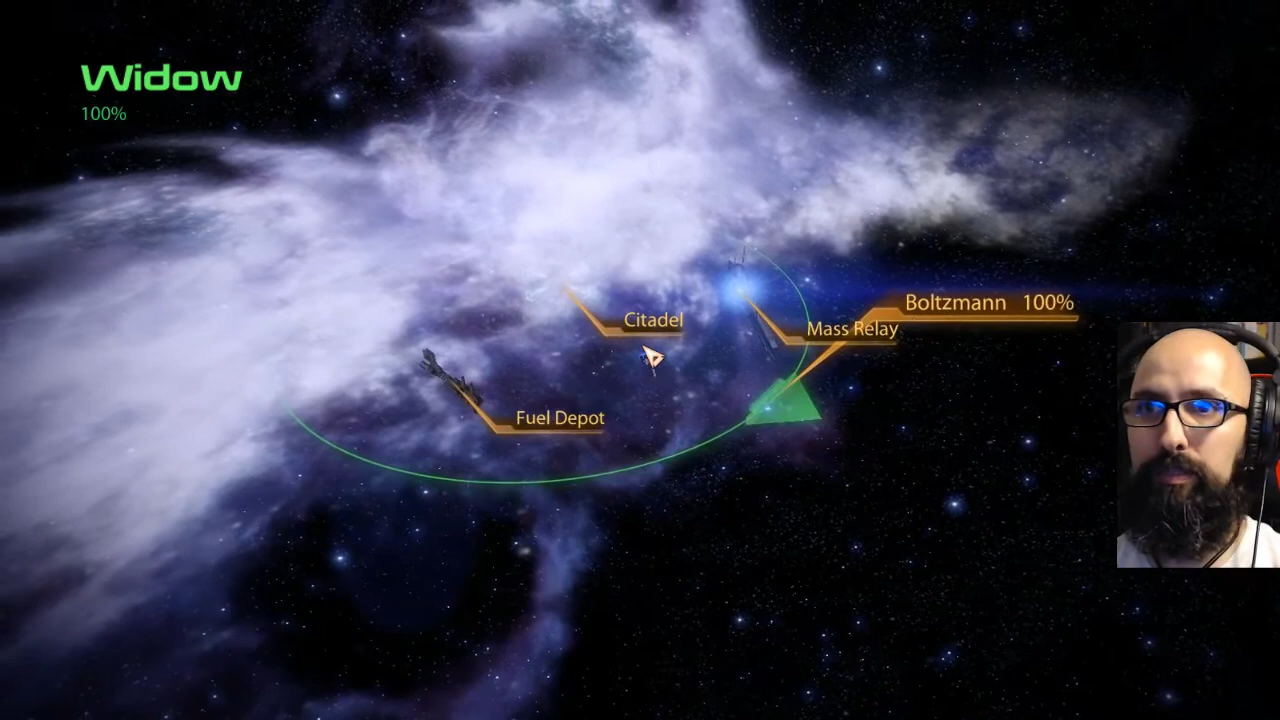 Widow
100%
Boltzmann 100%
Citadel
Mass Relay
Fuel Depot